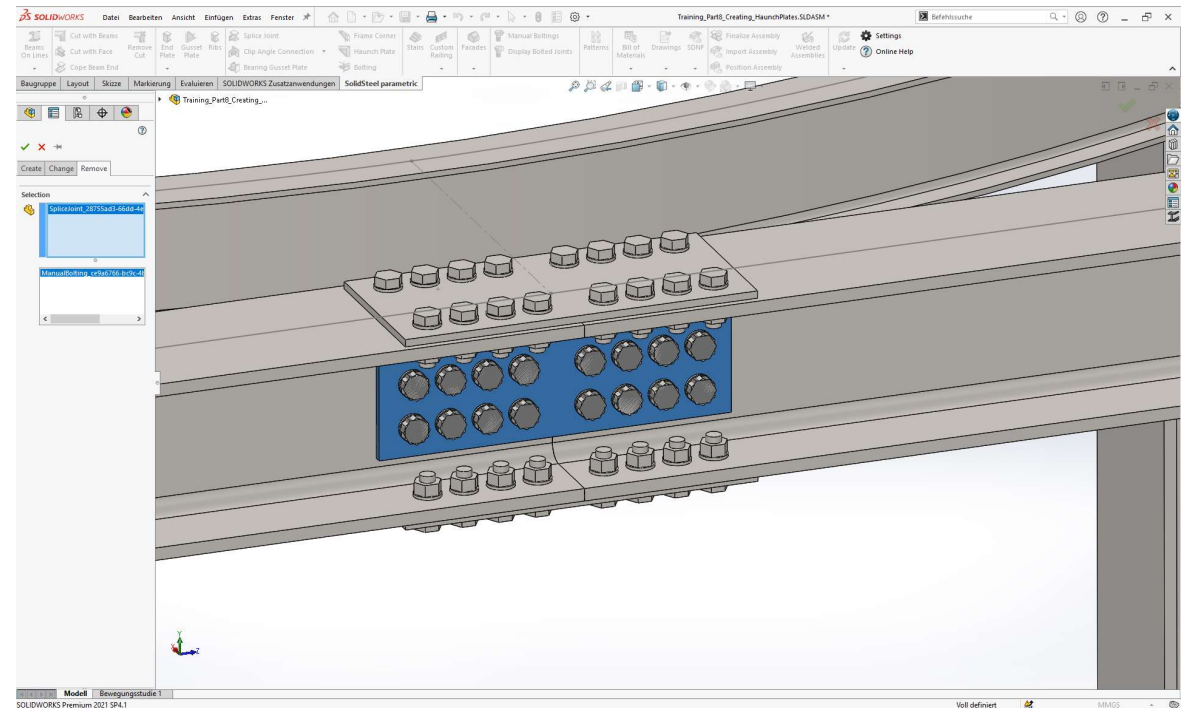 SOLIDWORKS Datei Bearbeiten Ansicht Einfügen Extras Fenster Training_Part8_Creating_HaunchPlates.SLDASM * Befehlssuche
Beams On Lines
Cut with Beams
Cut with Face
Cope Beam End
Remove Cut
End Plate
Gusset Plate
Ribs
Splice Joint
Clip Angle Connection
Bearing Gusset Plate
Frame Corner
Haunch Plate
Bolting
Stairs
Custom Railing
Facades
Manual Boltings
Display Bolted Joints
Patterns
Bill of Materials
Drawings
SDNF
Finalize Assembly
Import Assembly
Position Assembly
Welded Assemblies
Update
Settings
Online Help
Baugruppe Layout Skizze Markierung Evaluieren SOLIDWORKS Zusatzanwendungen SolidSteel parametric
Training_Part8_Creating_...
Create Change Remove
Selection
SpliceJoint_28755ad3-66dd-4e
ManualBolting_ce9a6766-bc9c-4t
Y
X
Z
Modell Bewegungsstudie 1
SOLIDWORKS Premium 2021 SP4.1 Voll definiert MMGS